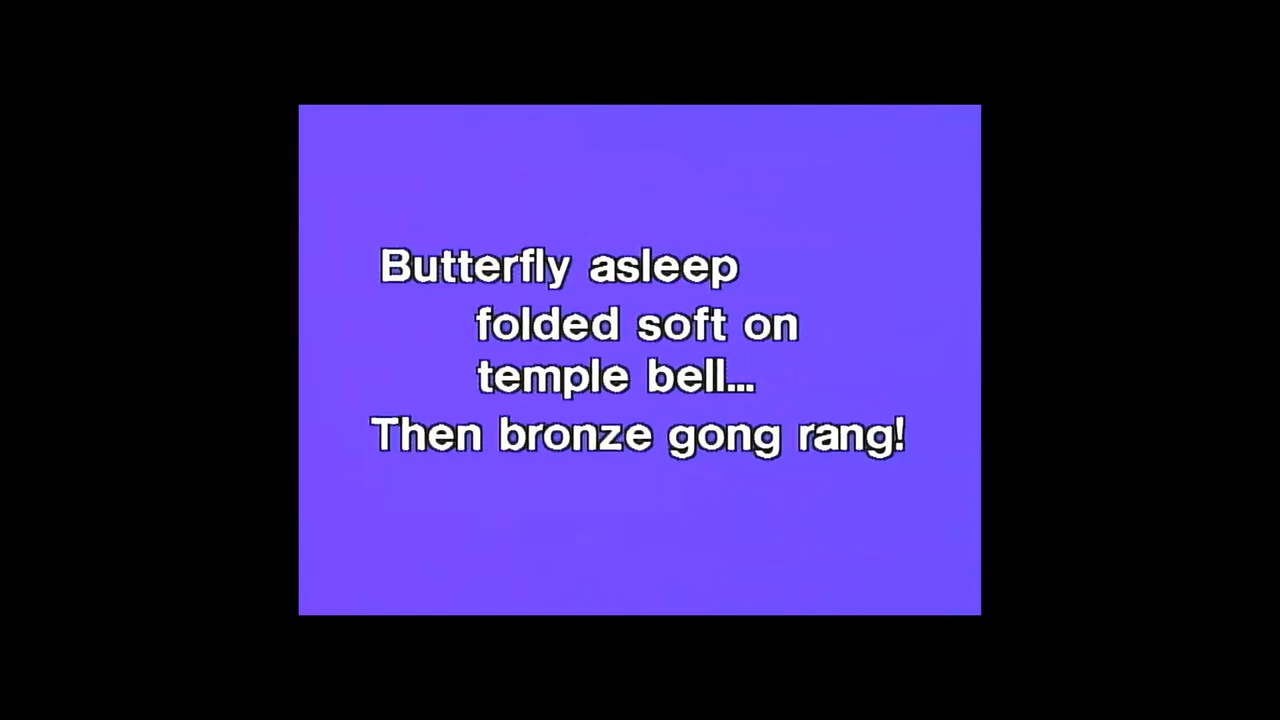 Butterfly asleep
folded soft on
temple bell...
Then bronze gong rang!